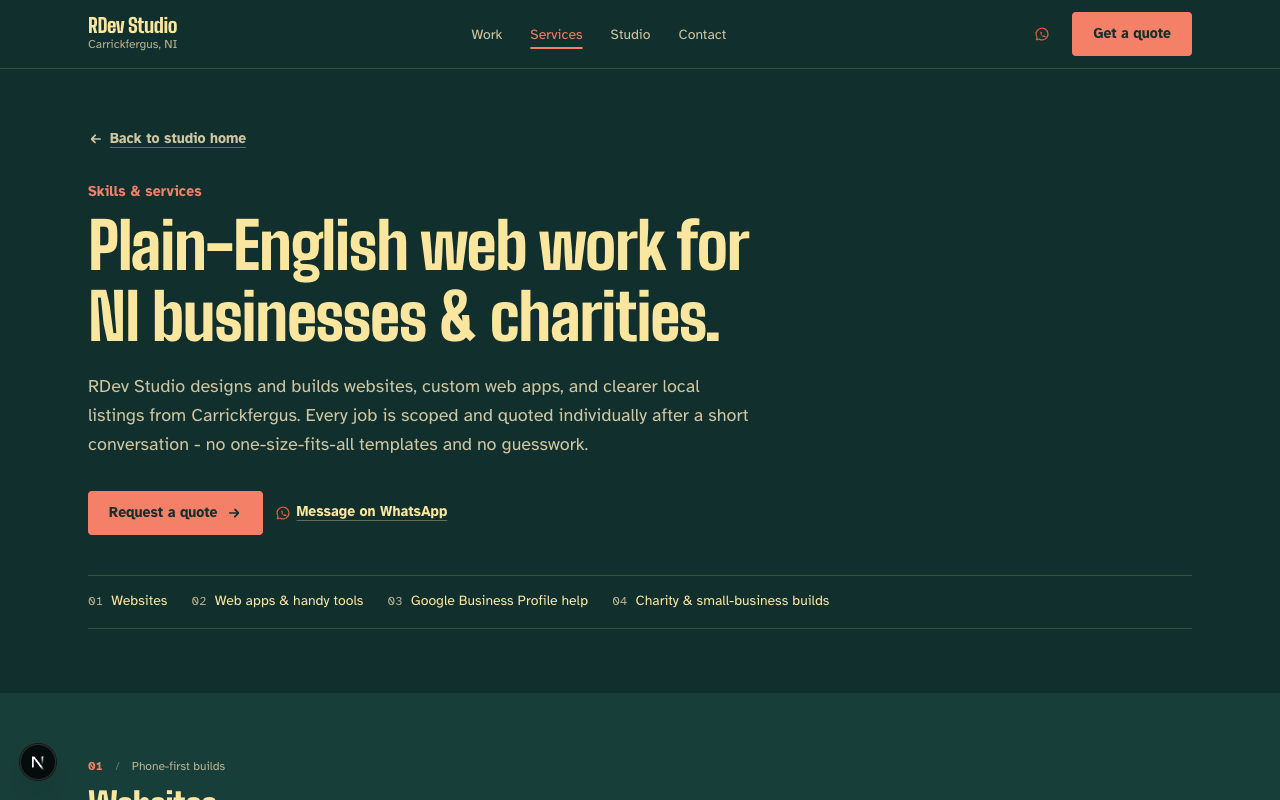 RDev Studio
Carrickfergus, NI
Work
Services
Studio
Contact
Get a quote
← Back to studio home
Skills & services
Plain-English web work for
NI businesses & charities.
RDev Studio designs and builds websites, custom web apps, and clearer local
listings from Carrickfergus. Every job is scoped and quoted individually after a short
conversation - no one-size-fits-all templates and no guesswork.
Request a quote →
Message on WhatsApp
01 Websites 02 Web apps & handy tools 03 Google Business Profile help 04 Charity & small-business builds
N
01 / Phone-first builds
Websites